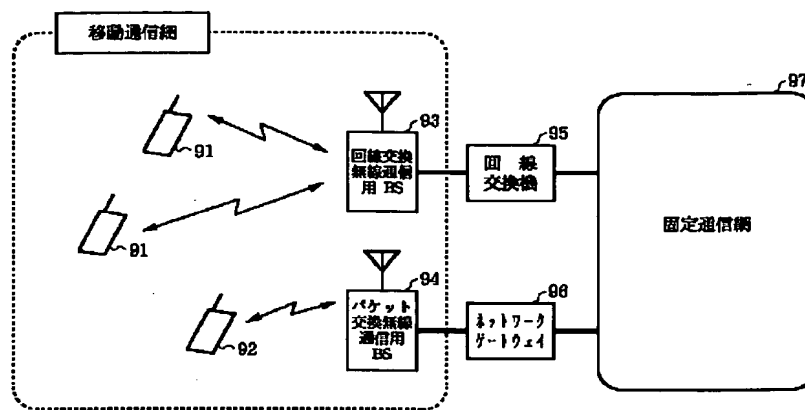 移動通信網
97
93
95
91
回線交換
無線通信
用 BS
回 線
交換機
固定通信網
91
94
96
パケット
交換無線
通信用
BS
ネットワーク
ゲートウェイ
92